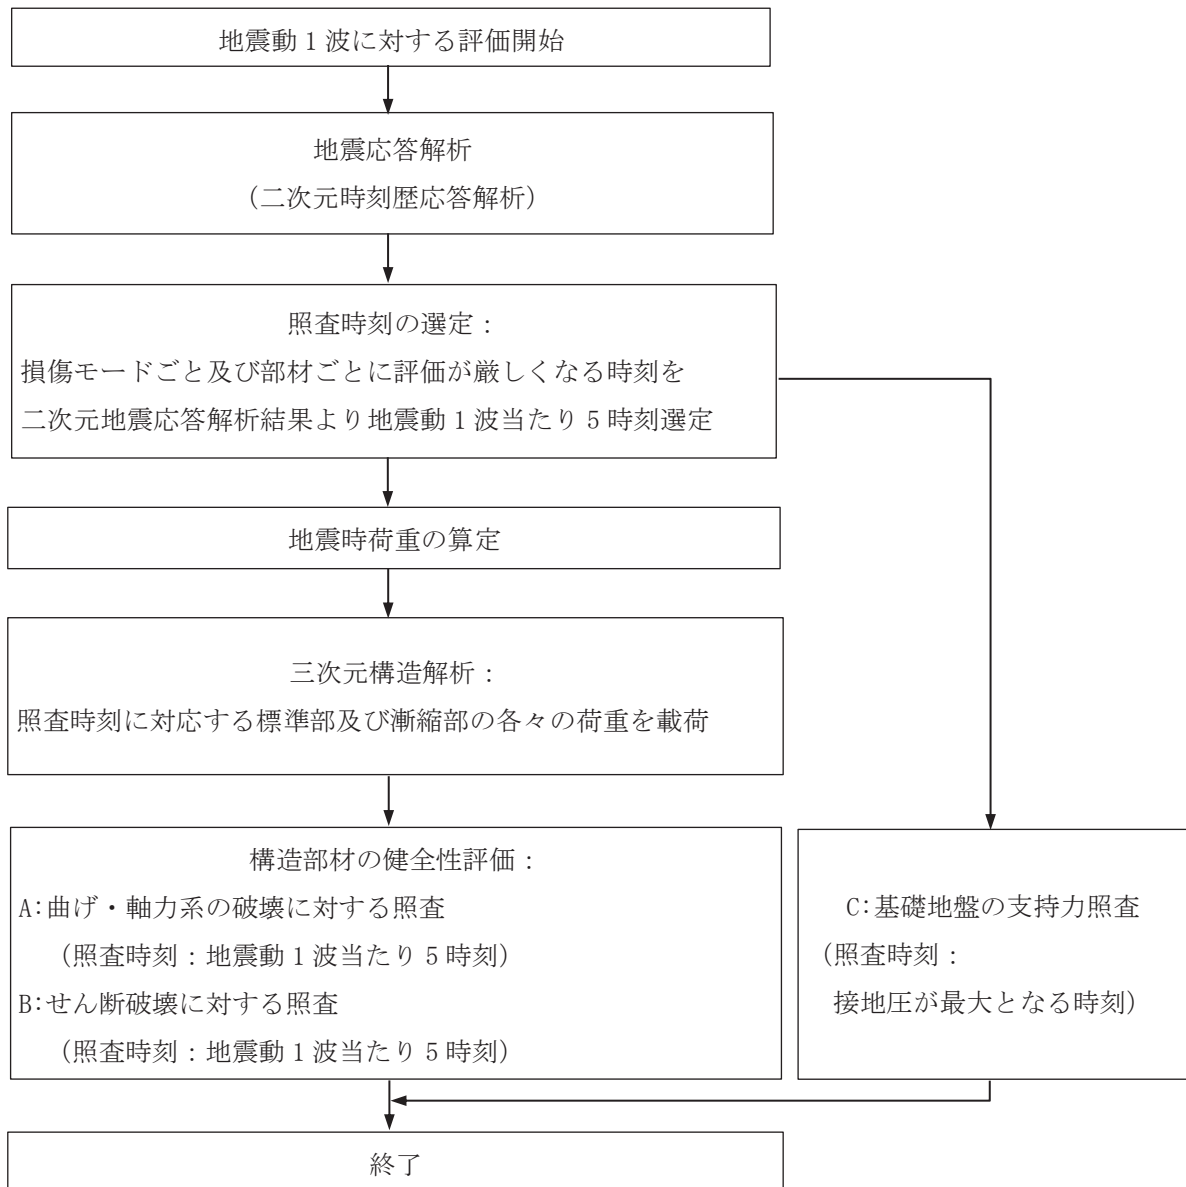 地震動1波に対する評価開始
地震応答解析
(二次元時刻歴応答解析)
照査時刻の選定:
損傷モードごと及び部材ごとに評価が厳しくなる時刻を
二次元地震応答解析結果より地震動1波当たり5時刻選定
地震時荷重の算定
三次元構造解析:
照査時刻に対応する標準部及び漸縮部の各々の荷重を載荷
構造部材の健全性評価:
A:曲げ・軸力系の破壊に対する照査
(照査時刻:地震動1波当たり5時刻)
B:せん断破壊に対する照査
(照査時刻:地震動1波当たり5時刻)
C:基礎地盤の支持力照査
(照査時刻:
接地圧が最大となる時刻)
終了